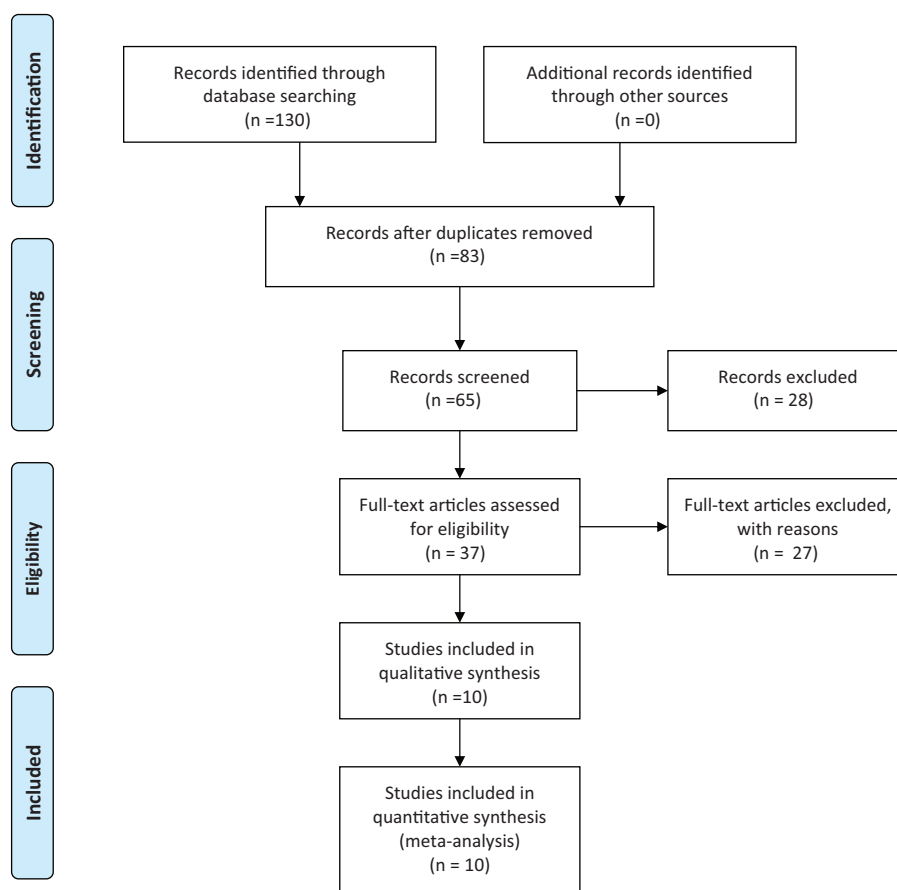 Identification
Records identified through
database searching
(n =130)
Additional records identified
through other sources
(n =0)
Records after duplicates removed
(n =83)
Screening
Records screened
(n =65)
Records excluded
(n = 28)
Eligibility
Full-text articles assessed
for eligibility
(n = 37)
Full-text articles excluded,
with reasons
(n = 27)
Studies included in
qualitative synthesis
(n =10)
Included
Studies included in
quantitative synthesis
(meta-analysis)
(n = 10)